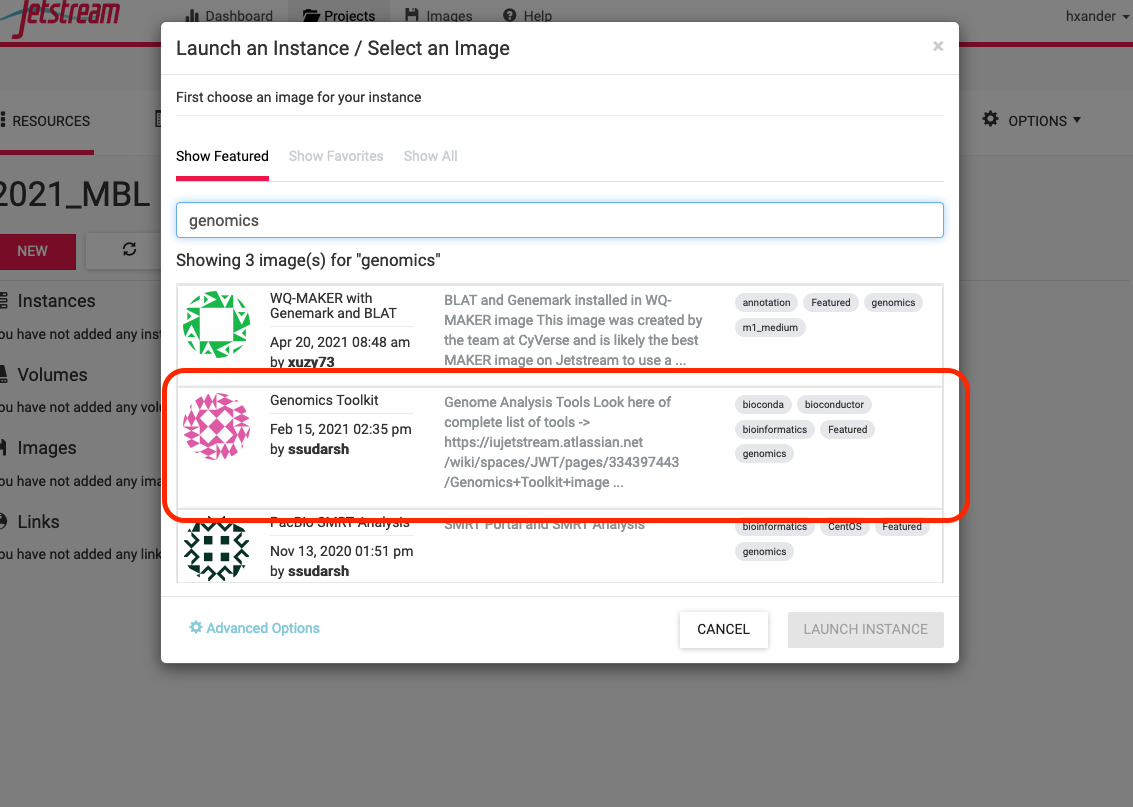 Jetstream
Dashboard
Projects
Images
Help
hxander
Launch an Instance / Select an Image
×
First choose an image for your instance
RESOURCES
OPTIONS
Show Featured
Show Favorites
Show All
2021_MBL
genomics
NEW
Showing 3 image(s) for "genomics"
Instances
ou have not added any inst
Volumes
ou have not added any volu
Images
ou have not added any ima
Links
ou have not added any link
WQ-MAKER with
Genemark and BLAT
Apr 20, 2021 08:48 am
by xuzy73
BLAT and Genemark installed in WQ-
MAKER image This image was created by
the team at CyVerse and is likely the best
MAKER image on Jetstream to use a ...
annotation
Featured
genomics
m1_medium
Genomics Toolkit
Feb 15, 2021 02:35 pm
by ssudarsh
Genome Analysis Tools Look here of
complete list of tools ->
https://iujetstream.atlassian.net
/wiki/spaces/JWT/pages/334397443
/Genomics+Toolkit+image ...
bioconda
bioconductor
bioinformatics
Featured
genomics
PacBio SMRT Analysis
Nov 13, 2020 01:51 pm
by ssudarsh
SMRT Portal and SMRT Analysis
bioinformatics
CentOS
Featured
genomics
Advanced Options
CANCEL
LAUNCH INSTANCE